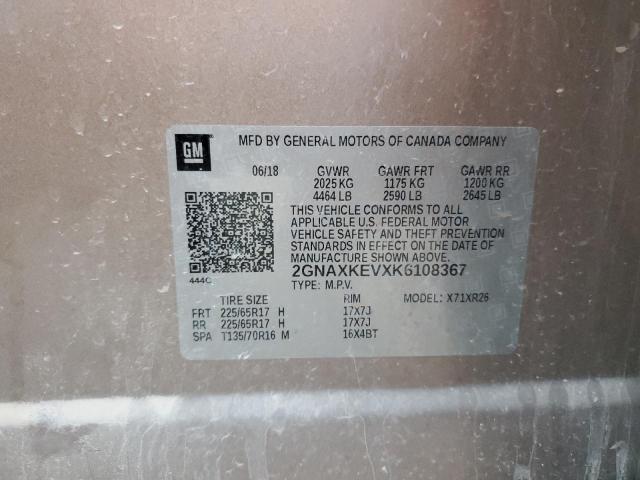 GM
MFD BY GENERAL MOTORS OF CANADA COMPANY
06/18 GVWR GAWR FRT GAWR RR
2025 KG 1175 KG 1200 KG
4464 LB 2590 LB 2645 LB
THIS VEHICLE CONFORMS TO ALL
APPLICABLE U.S. FEDERAL MOTOR
VEHICLE SAFETY AND THEFT PREVENTION
STANDARDS IN EFFECT ON THE DATE OF
MANUFACTURE SHOWN ABOVE.
444C
2GNAXKEVXK6108367
TYPE: M.P.V.
TIRE SIZE RIM MODEL: X71XR26
FRT 225/65R17 H 17X7J
RR 225/65R17 H 17X7J
SPA T135/70R16 M 16X4BT